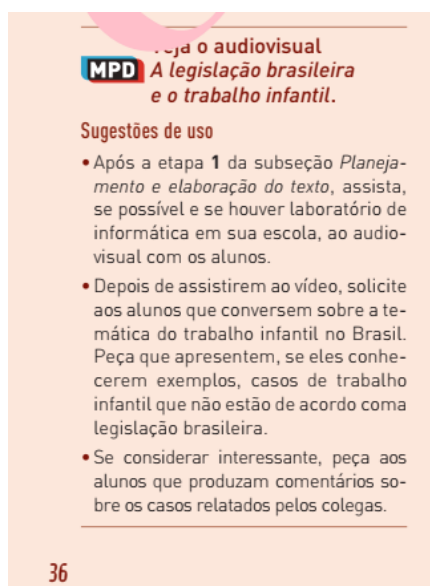 Veja o audiovisual
MPD A legislação brasileira
e o trabalho infantil.
Sugestões de uso
• Após a etapa 1 da subseção Planeja-
mento e elaboração do texto, assista,
se possível e se houver laboratório de
informática em sua escola, ao audio-
visual com os alunos.
• Depois de assistirem ao vídeo, solicite
aos alunos que conversem sobre a te-
mática do trabalho infantil no Brasil.
Peça que apresentem, se eles conhe-
cerem exemplos, casos de trabalho
infantil que não estão de acordo coma
legislação brasileira.
• Se considerar interessante, peça aos
alunos que produzam comentários so-
bre os casos relatados pelos colegas.
36